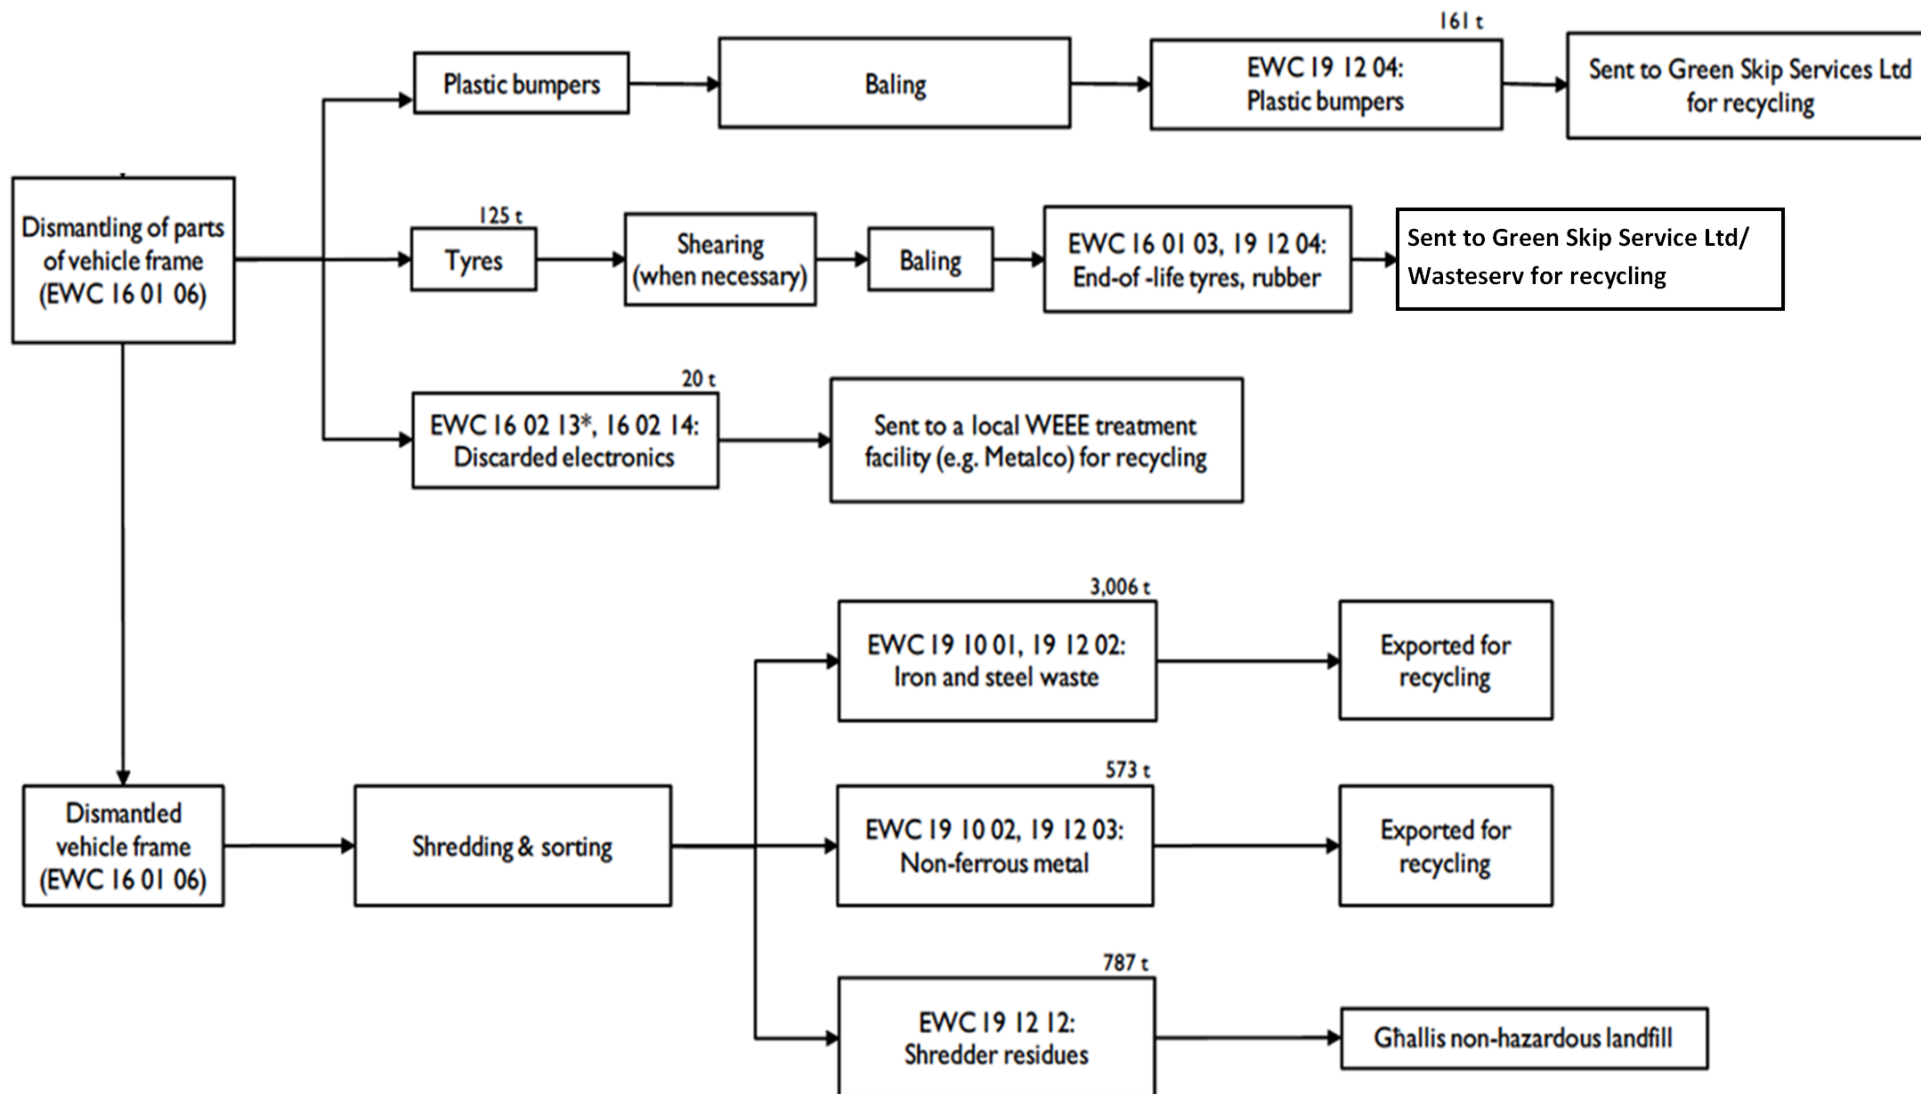 161 t
Plastic bumpers
Baling
EWC 19 12 04:
Plastic bumpers
Sent to Green Skip Services Ltd
for recycling
Dismantling of parts
of vehicle frame
(EWC 16 01 06)
125 t
Tyres
Shearing
(when necessary)
Baling
EWC 16 01 03, 19 12 04:
End-of -life tyres, rubber
Sent to Green Skip Service Ltd/
Wasteserv for recycling
20 t
EWC 16 02 13*, 16 02 14:
Discarded electronics
Sent to a local WEEE treatment
facility (e.g. Metalco) for recycling
3,006 t
EWC 19 10 01, 19 12 02:
Iron and steel waste
Exported for
recycling
Dismantled
vehicle frame
(EWC 16 01 06)
Shredding & sorting
573 t
EWC 19 10 02, 19 12 03:
Non-ferrous metal
Exported for
recycling
787 t
EWC 19 12 12:
Shredder residues
Għallis non-hazardous landfill